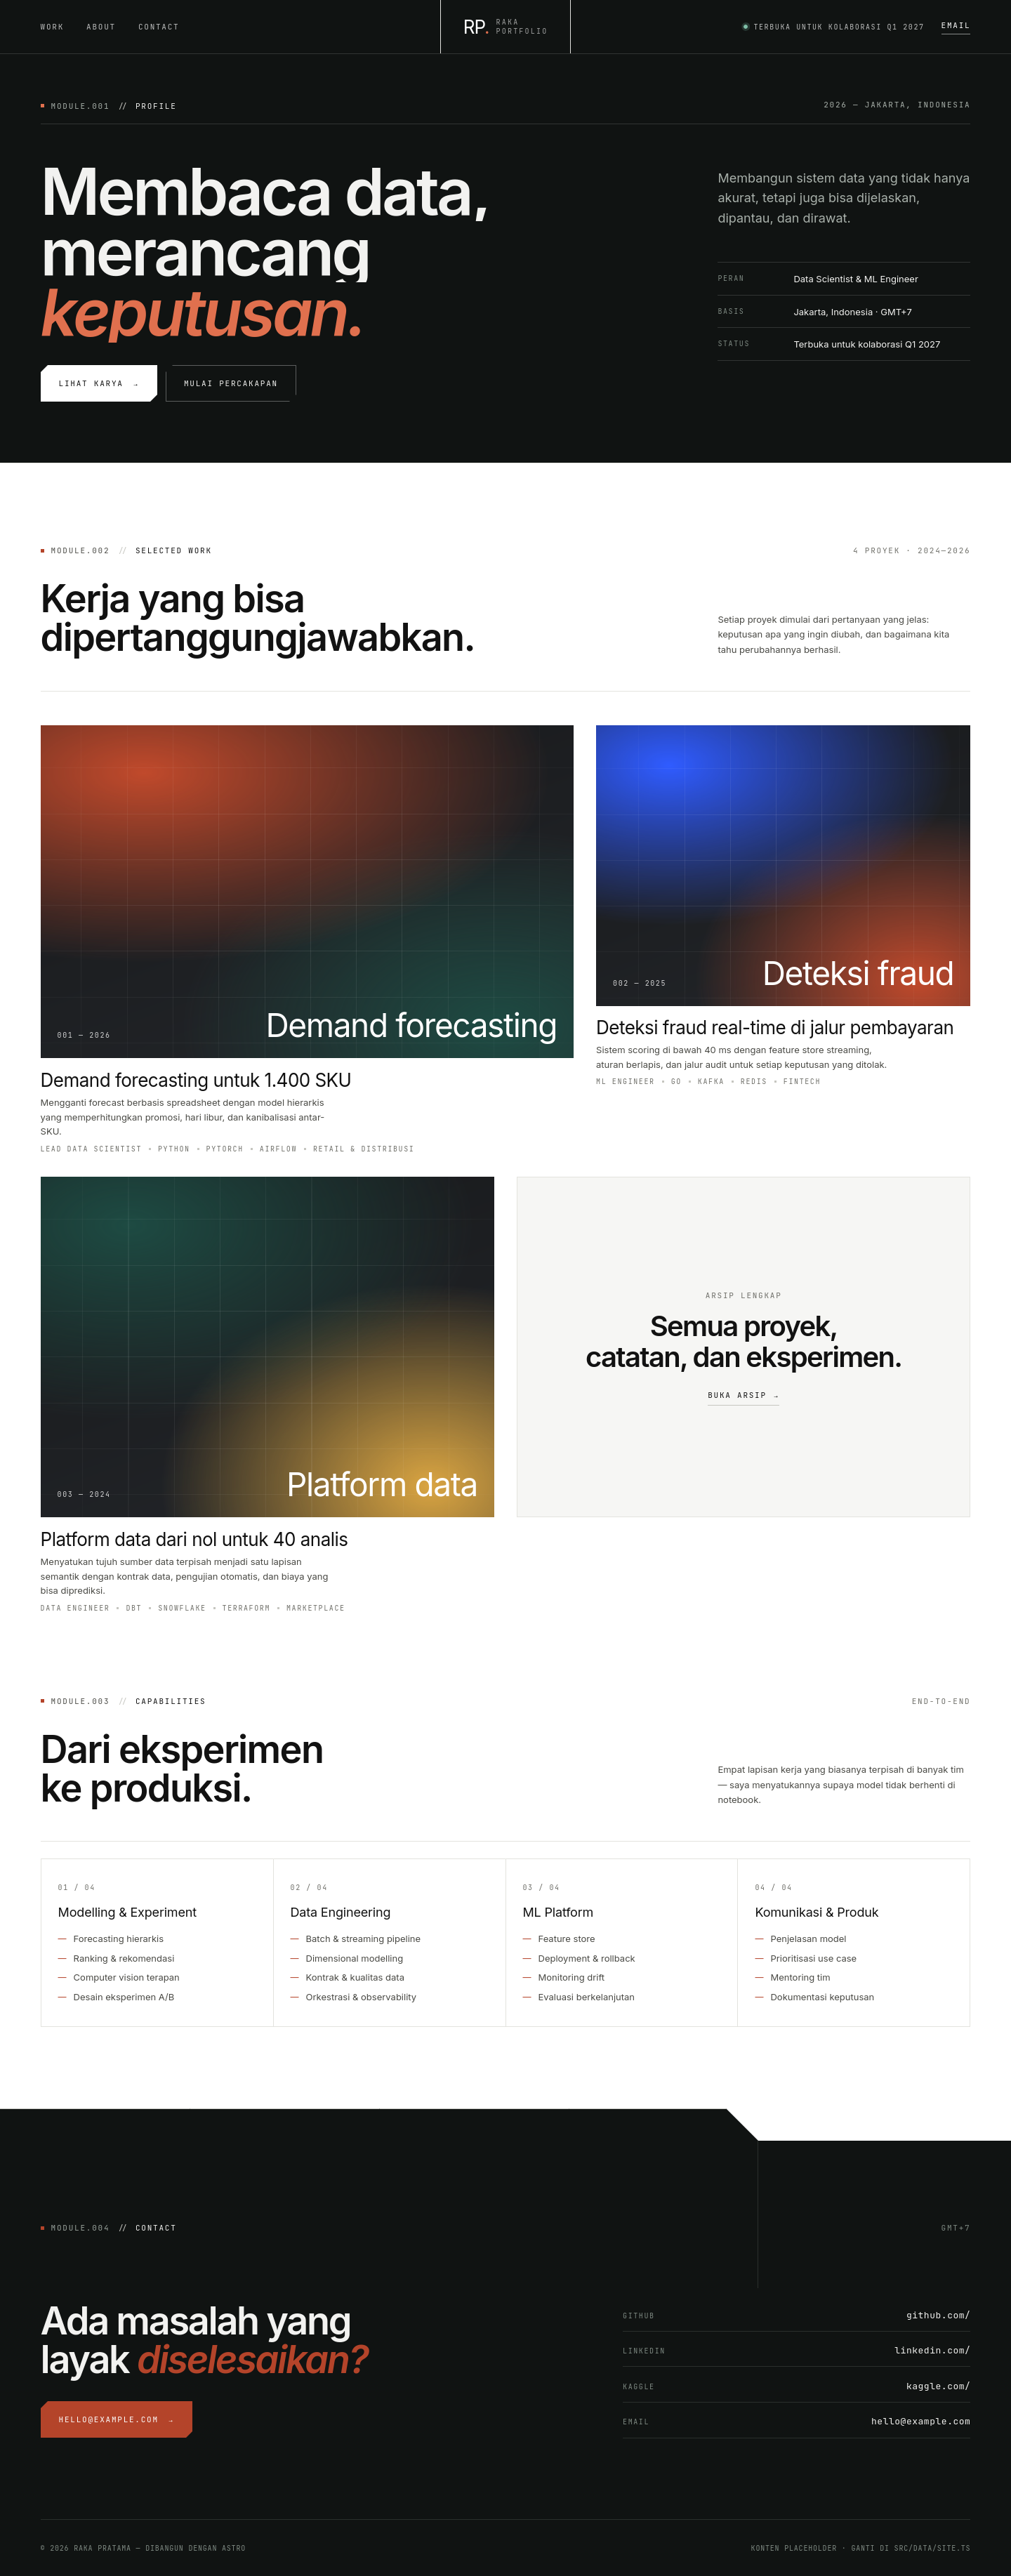 WORK ABOUT CONTACT
RP.
RAKA
PORTFOLIO
TERBUKA UNTUK KOLABORASI Q1 2027
EMAIL
MODULE.001 // PROFILE
2026 — JAKARTA, INDONESIA
Membaca data,
merancang
keputusan.
Membangun sistem data yang tidak hanya
akurat, tetapi juga bisa dijelaskan,
dipantau, dan dirawat.
PERAN Data Scientist & ML Engineer
BASIS Jakarta, Indonesia · GMT+7
STATUS Terbuka untuk kolaborasi Q1 2027
LIHAT KARYA →
MULAI PERCAKAPAN
MODULE.002 // SELECTED WORK
4 PROYEK · 2024—2026
Kerja yang bisa
dipertanggungjawabkan.
Setiap proyek dimulai dari pertanyaan yang jelas:
keputusan apa yang ingin diubah, dan bagaimana kita
tahu perubahannya berhasil.
001 — 2026
Demand forecasting
Demand forecasting untuk 1.400 SKU
Mengganti forecast berbasis spreadsheet dengan model hierarkis
yang memperhitungkan promosi, hari libur, dan kanibalisasi antar-
SKU.
LEAD DATA SCIENTIST • PYTHON • PYTORCH • AIRFLOW • RETAIL & DISTRIBUSI
002 — 2025
Deteksi fraud
Deteksi fraud real-time di jalur pembayaran
Sistem scoring di bawah 40 ms dengan feature store streaming,
aturan berlapis, dan jalur audit untuk setiap keputusan yang ditolak.
ML ENGINEER • GO • KAFKA • REDIS • FINTECH
003 — 2024
Platform data
Platform data dari nol untuk 40 analis
Menyatukan tujuh sumber data terpisah menjadi satu lapisan
semantik dengan kontrak data, pengujian otomatis, dan biaya yang
bisa diprediksi.
DATA ENGINEER • DBT • SNOWFLAKE • TERRAFORM • MARKETPLACE
ARSIP LENGKAP
Semua proyek,
catatan, dan eksperimen.
BUKA ARSIP →
MODULE.003 // CAPABILITIES
END-TO-END
Dari eksperimen
ke produksi.
Empat lapisan kerja yang biasanya terpisah di banyak tim
— saya menyatukannya supaya model tidak berhenti di
notebook.
01 / 04
Modelling & Experiment
— Forecasting hierarkis
— Ranking & rekomendasi
— Computer vision terapan
— Desain eksperimen A/B
02 / 04
Data Engineering
— Batch & streaming pipeline
— Dimensional modelling
— Kontrak & kualitas data
— Orkestrasi & observability
03 / 04
ML Platform
— Feature store
— Deployment & rollback
— Monitoring drift
— Evaluasi berkelanjutan
04 / 04
Komunikasi & Produk
— Penjelasan model
— Prioritisasi use case
— Mentoring tim
— Dokumentasi keputusan
MODULE.004 // CONTACT
GMT+7
Ada masalah yang
layak diselesaikan?
HELLO@EXAMPLE.COM →
GITHUB github.com/
LINKEDIN linkedin.com/
KAGGLE kaggle.com/
EMAIL hello@example.com
© 2026 RAKA PRATAMA — DIBANGUN DENGAN ASTRO
KONTEN PLACEHOLDER · GANTI DI SRC/DATA/SITE.TS